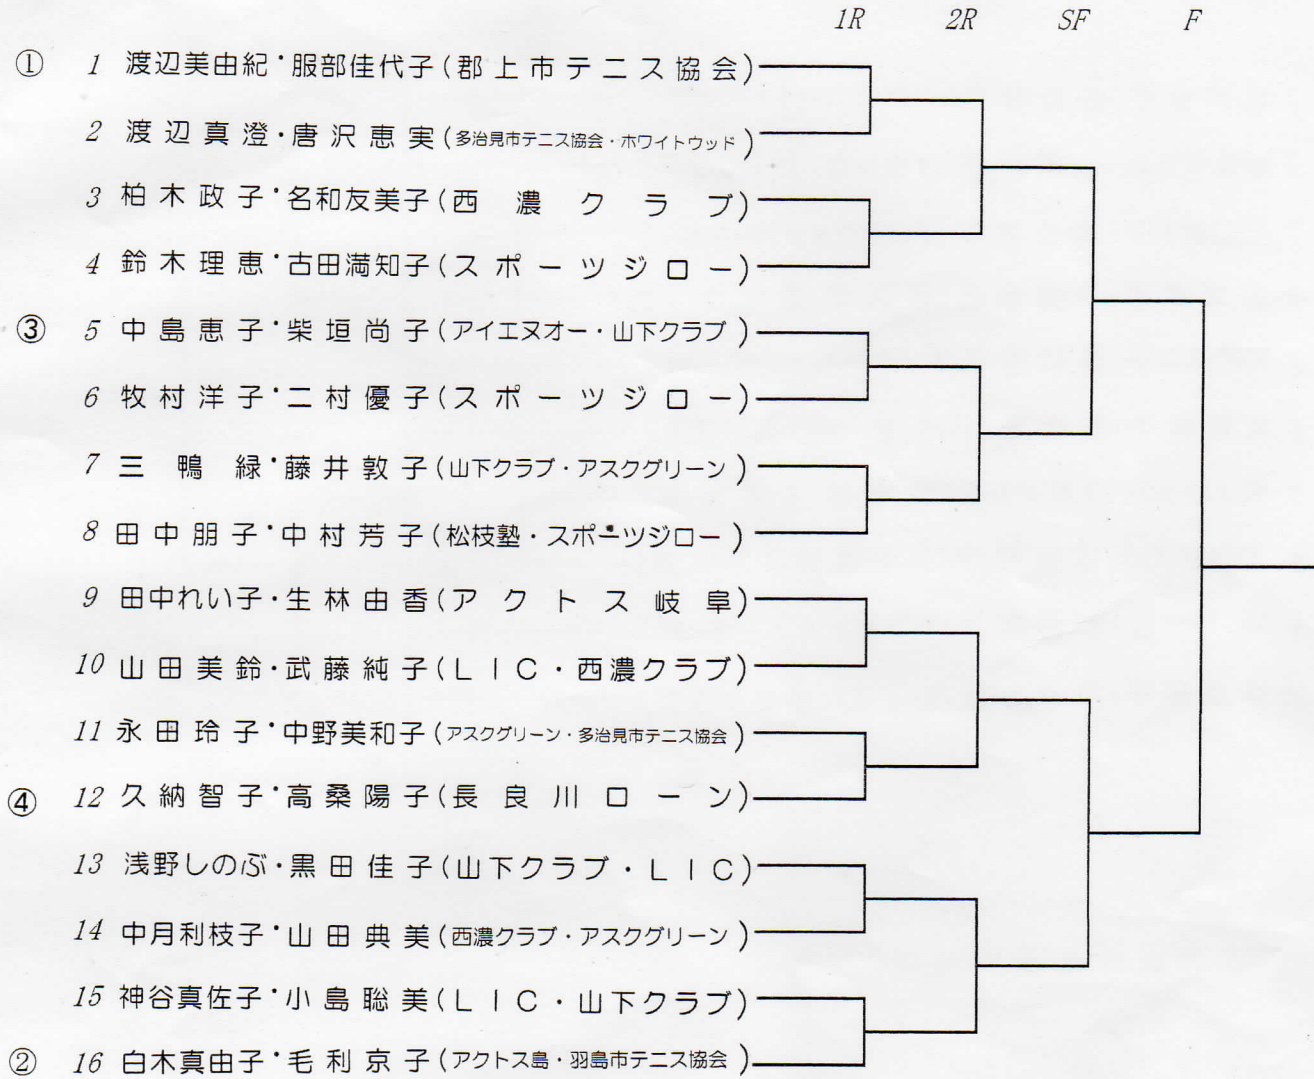 1R 2R SF F
① 1 渡辺美由紀・服部佳代子(郡上市テニス協会)
2 渡辺真澄・唐沢恵実(多治見市テニス協会・ホワイトウッド)
3 柏木政子・名和友美子(西濃クラブ)
4 鈴木理恵・古田満知子(スポーツジロー)
③ 5 中島恵子・柴垣尚子(アイエヌオー・山下クラブ)
6 牧村洋子・二村優子(スポーツジロー)
7 三鴨緑・藤井敦子(山下クラブ・アスクグリーン)
8 田中朋子・中村芳子(松枝塾・スポーツジロー)
9 田中れい子・生林由香(アクトス岐阜)
10 山田美鈴・武藤純子(LIC・西濃クラブ)
11 永田玲子・中野美和子(アスクグリーン・多治見市テニス協会)
④ 12 久納智子・高桑陽子(長良川ローン)
13 浅野しのぶ・黒田佳子(山下クラブ・LIC)
14 中月利枝子・山田典美(西濃クラブ・アスクグリーン)
15 神谷真佐子・小島聡美(LIC・山下クラブ)
② 16 白木真由子・毛利京子(アクトス島・羽島市テニス協会)